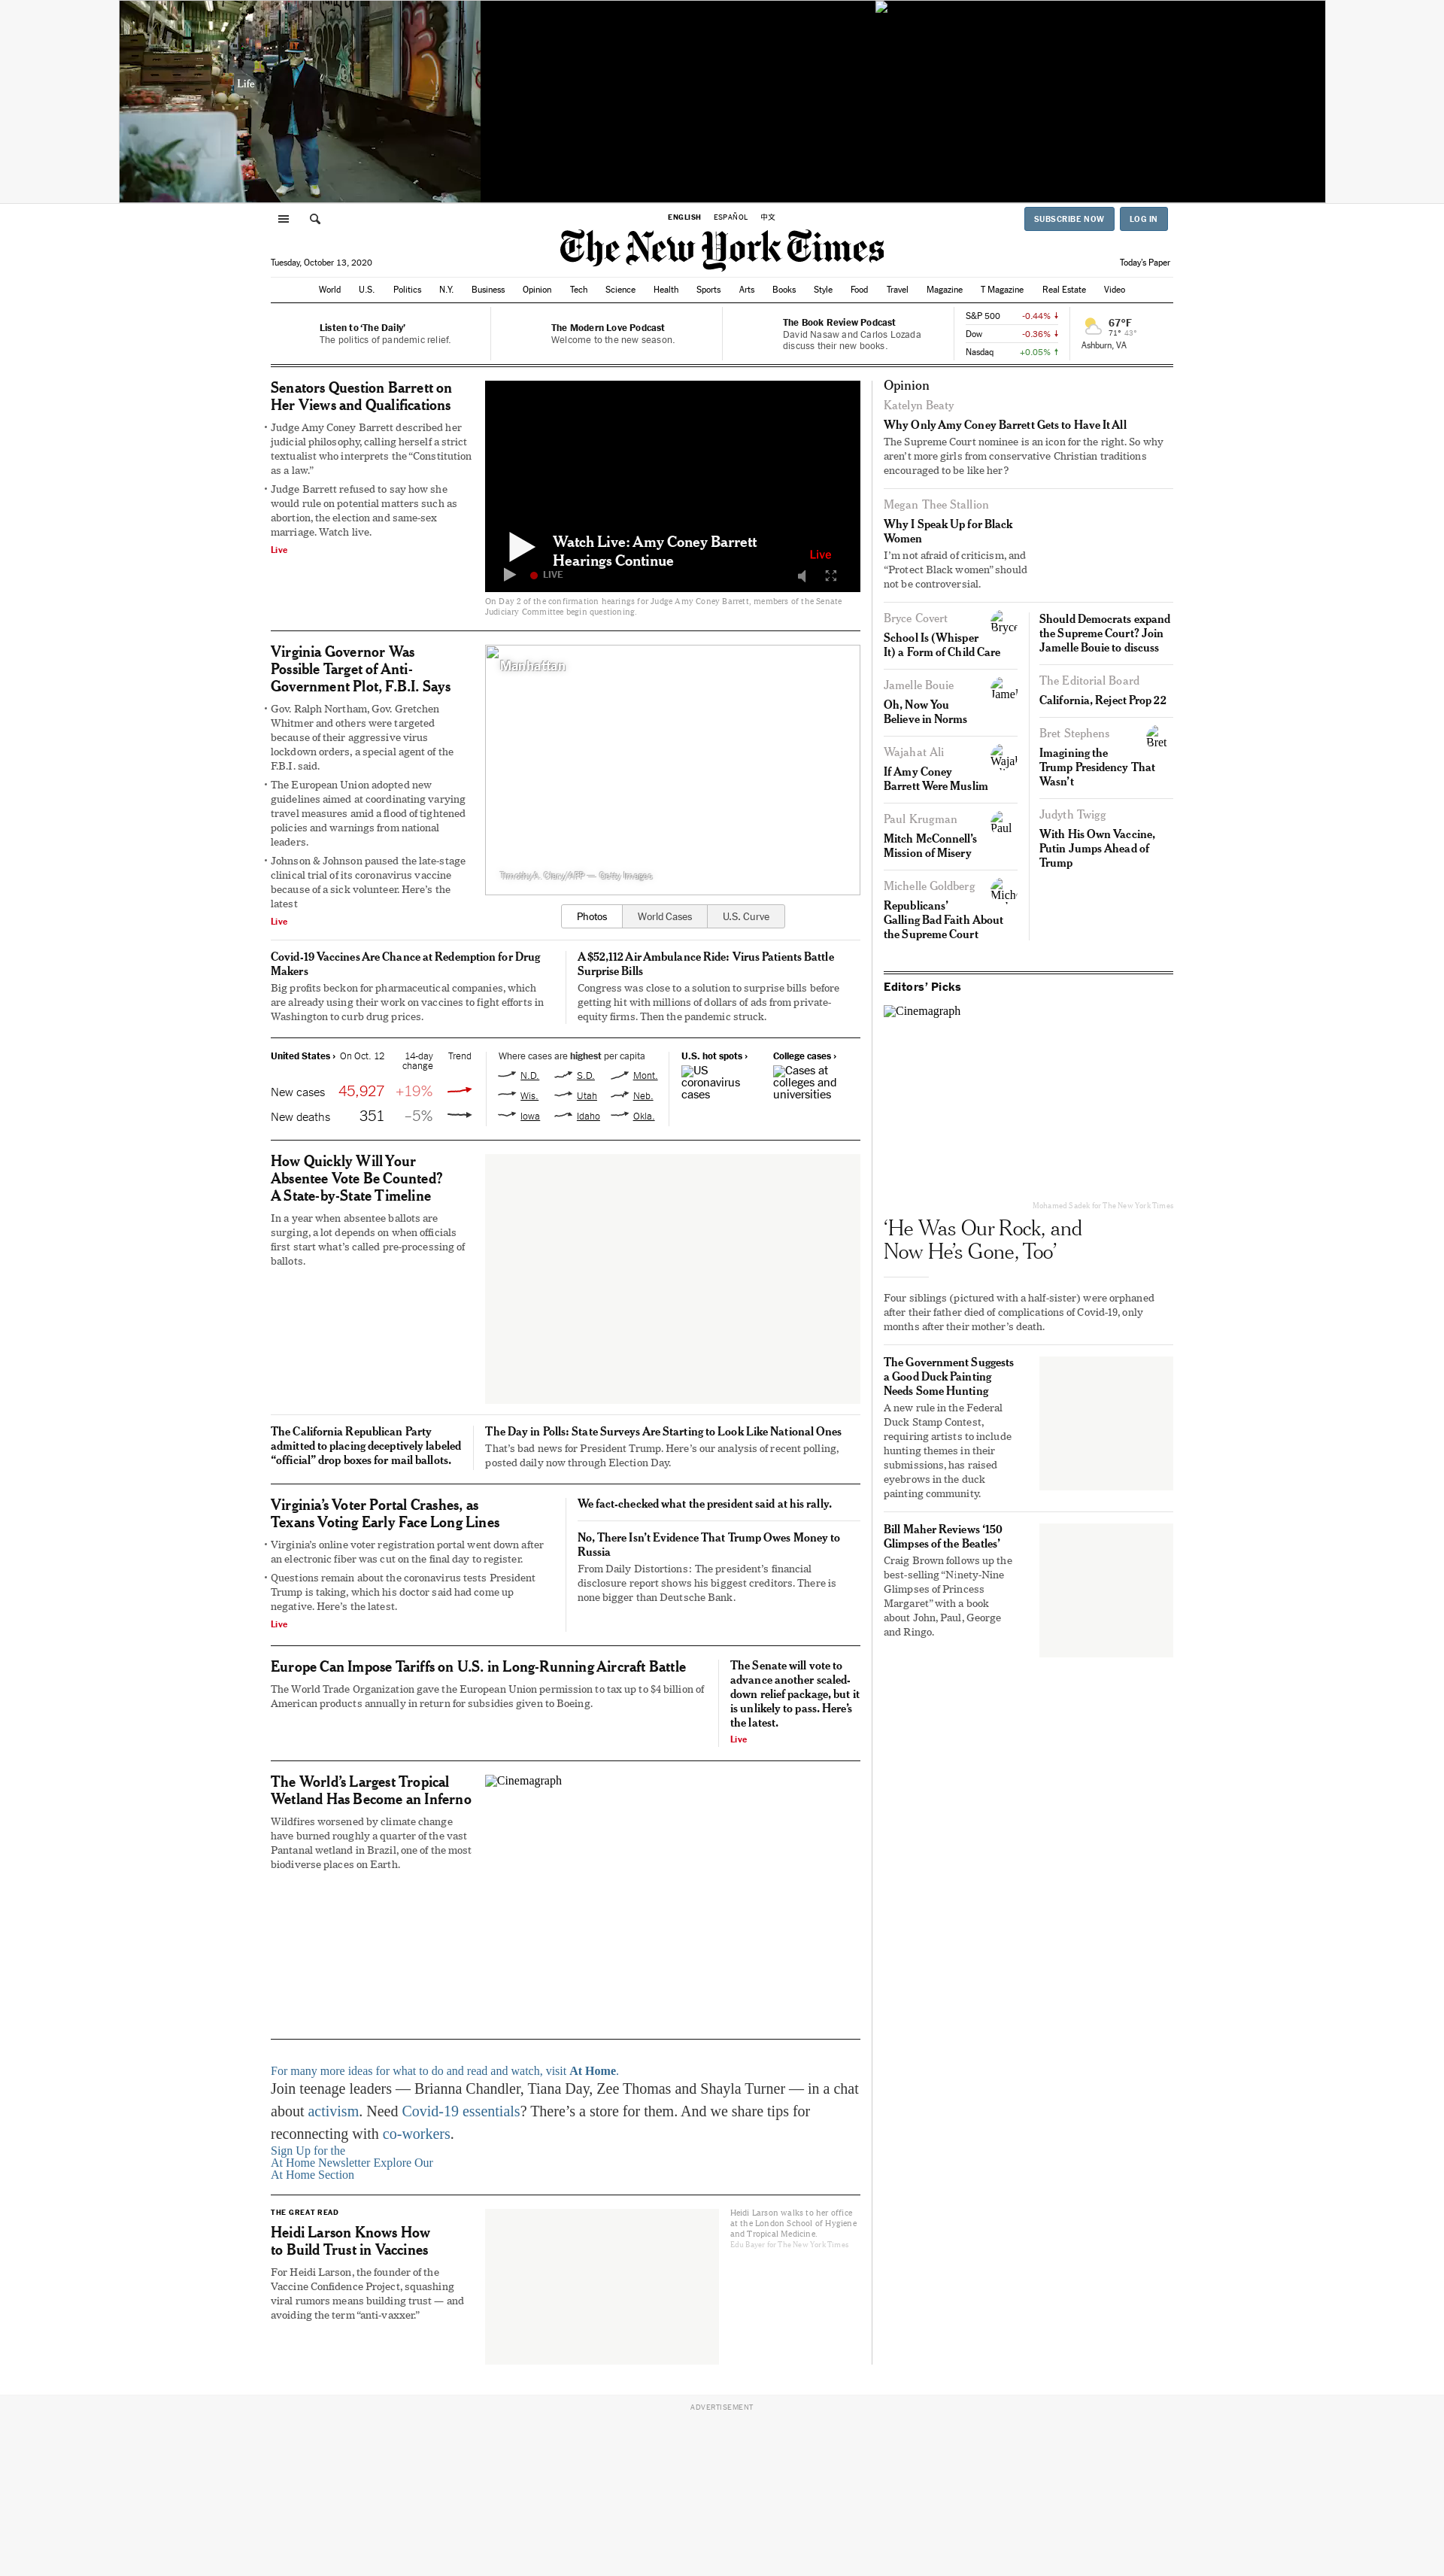 Life
ENGLISH ESPAÑOL 中文
SUBSCRIBE NOW LOG IN
The New York Times
Tuesday, October 13, 2020
Today's Paper
World U.S. Politics N.Y. Business Opinion Tech Science Health Sports Arts Books Style Food Travel Magazine T Magazine Real Estate Video
Listen to ‘The Daily’
The politics of pandemic relief.
The Modern Love Podcast
Welcome to the new season.
The Book Review Podcast
David Nasaw and Carlos Lozada
discuss their new books.
S&P 500 -0.44% ↓
Dow -0.36% ↓
Nasdaq +0.05% ↑
67°F
71° 43°
Ashburn, VA
Senators Question Barrett on
Her Views and Qualifications
• Judge Amy Coney Barrett described her
judicial philosophy, calling herself a strict
textualist who interprets the “Constitution
as a law.”
• Judge Barrett refused to say how she
would rule on potential matters such as
abortion, the election and same-sex
marriage. Watch live.
Live
Watch Live: Amy Coney Barrett
Hearings Continue
Live
LIVE
On Day 2 of the confirmation hearings for Judge Amy Coney Barrett, members of the Senate
Judiciary Committee begin questioning.
Virginia Governor Was
Possible Target of Anti-
Government Plot, F.B.I. Says
• Gov. Ralph Northam, Gov. Gretchen
Whitmer and others were targeted
because of their aggressive virus
lockdown orders, a special agent of the
F.B.I. said.
• The European Union adopted new
guidelines aimed at coordinating varying
travel measures amid a flood of tightened
policies and warnings from national
leaders.
• Johnson & Johnson paused the late-stage
clinical trial of its coronavirus vaccine
because of a sick volunteer. Here's the
latest
Live
Manhattan
Timothy A. Clary/AFP — Getty Images
Photos World Cases U.S. Curve
Covid-19 Vaccines Are Chance at Redemption for Drug
Makers
Big profits beckon for pharmaceutical companies, which
are already using their work on vaccines to fight efforts in
Washington to curb drug prices.
A $52,112 Air Ambulance Ride: Virus Patients Battle
Surprise Bills
Congress was close to a solution to surprise bills before
getting hit with millions of dollars of ads from private-
equity firms. Then the pandemic struck.
United States › On Oct. 12 14-day
change Trend
New cases 45,927 +19%
New deaths 351 –5%
Where cases are highest per capita
N.D. S.D. Mont.
Wis. Utah Neb.
Iowa Idaho Okla.
U.S. hot spots ›
US
coronavirus
cases
College cases ›
Cases at
colleges and
universities
How Quickly Will Your
Absentee Vote Be Counted?
A State-by-State Timeline
In a year when absentee ballots are
surging, a lot depends on when officials
first start what’s called pre-processing of
ballots.
The California Republican Party
admitted to placing deceptively labeled
“official” drop boxes for mail ballots.
The Day in Polls: State Surveys Are Starting to Look Like National Ones
That’s bad news for President Trump. Here’s our analysis of recent polling,
posted daily now through Election Day.
Virginia’s Voter Portal Crashes, as
Texans Voting Early Face Long Lines
• Virginia’s online voter registration portal went down after
an electronic fiber was cut on the final day to register.
• Questions remain about the coronavirus tests President
Trump is taking, which his doctor said had come up
negative. Here’s the latest.
Live
We fact-checked what the president said at his rally.
No, There Isn’t Evidence That Trump Owes Money to
Russia
From Daily Distortions: The president’s financial
disclosure report shows his biggest creditors. There is
none bigger than Deutsche Bank.
Europe Can Impose Tariffs on U.S. in Long-Running Aircraft Battle
The World Trade Organization gave the European Union permission to tax up to $4 billion of
American products annually in return for subsidies given to Boeing.
The Senate will vote to
advance another scaled-
down relief package, but it
is unlikely to pass. Here’s
the latest.
Live
The World’s Largest Tropical
Wetland Has Become an Inferno
Wildfires worsened by climate change
have burned roughly a quarter of the vast
Pantanal wetland in Brazil, one of the most
biodiverse places on Earth.
Cinemagraph
For many more ideas for what to do and read and watch, visit At Home.
Join teenage leaders — Brianna Chandler, Tiana Day, Zee Thomas and Shayla Turner — in a chat
about activism. Need Covid-19 essentials? There’s a store for them. And we share tips for
reconnecting with co-workers.
Sign Up for the
At Home Newsletter Explore Our
At Home Section
THE GREAT READ
Heidi Larson Knows How
to Build Trust in Vaccines
For Heidi Larson, the founder of the
Vaccine Confidence Project, squashing
viral rumors means building trust — and
avoiding the term “anti-vaxxer.”
Heidi Larson walks to her office
at the London School of Hygiene
and Tropical Medicine.
Edu Bayer for The New York Times
Opinion
Katelyn Beaty
Why Only Amy Coney Barrett Gets to Have It All
The Supreme Court nominee is an icon for the right. So why
aren’t more girls from conservative Christian traditions
encouraged to be like her?
Megan Thee Stallion
Why I Speak Up for Black
Women
I’m not afraid of criticism, and
“Protect Black women” should
not be controversial.
Bryce Covert
Bryce
School Is (Whisper
It) a Form of Child Care
Jamelle Bouie
Jamel
Oh, Now You
Believe in Norms
Wajahat Ali
Wajah
If Amy Coney
Barrett Were Muslim
Paul Krugman
Paul
Mitch McConnell’s
Mission of Misery
Michelle Goldberg
Mich
Republicans’
Galling Bad Faith About
the Supreme Court
Should Democrats expand
the Supreme Court? Join
Jamelle Bouie to discuss
The Editorial Board
California, Reject Prop 22
Bret Stephens
Bret
Imagining the
Trump Presidency That
Wasn’t
Judyth Twigg
With His Own Vaccine,
Putin Jumps Ahead of
Trump
Editors’ Picks
Cinemagraph
Mohamed Sadek for The New York Times
‘He Was Our Rock, and
Now He’s Gone, Too’
Four siblings (pictured with a half-sister) were orphaned
after their father died of complications of Covid-19, only
months after their mother’s death.
The Government Suggests
a Good Duck Painting
Needs Some Hunting
A new rule in the Federal
Duck Stamp Contest,
requiring artists to include
hunting themes in their
submissions, has raised
eyebrows in the duck
painting community.
Bill Maher Reviews ‘150
Glimpses of the Beatles’
Craig Brown follows up the
best-selling “Ninety-Nine
Glimpses of Princess
Margaret” with a book
about John, Paul, George
and Ringo.
ADVERTISEMENT